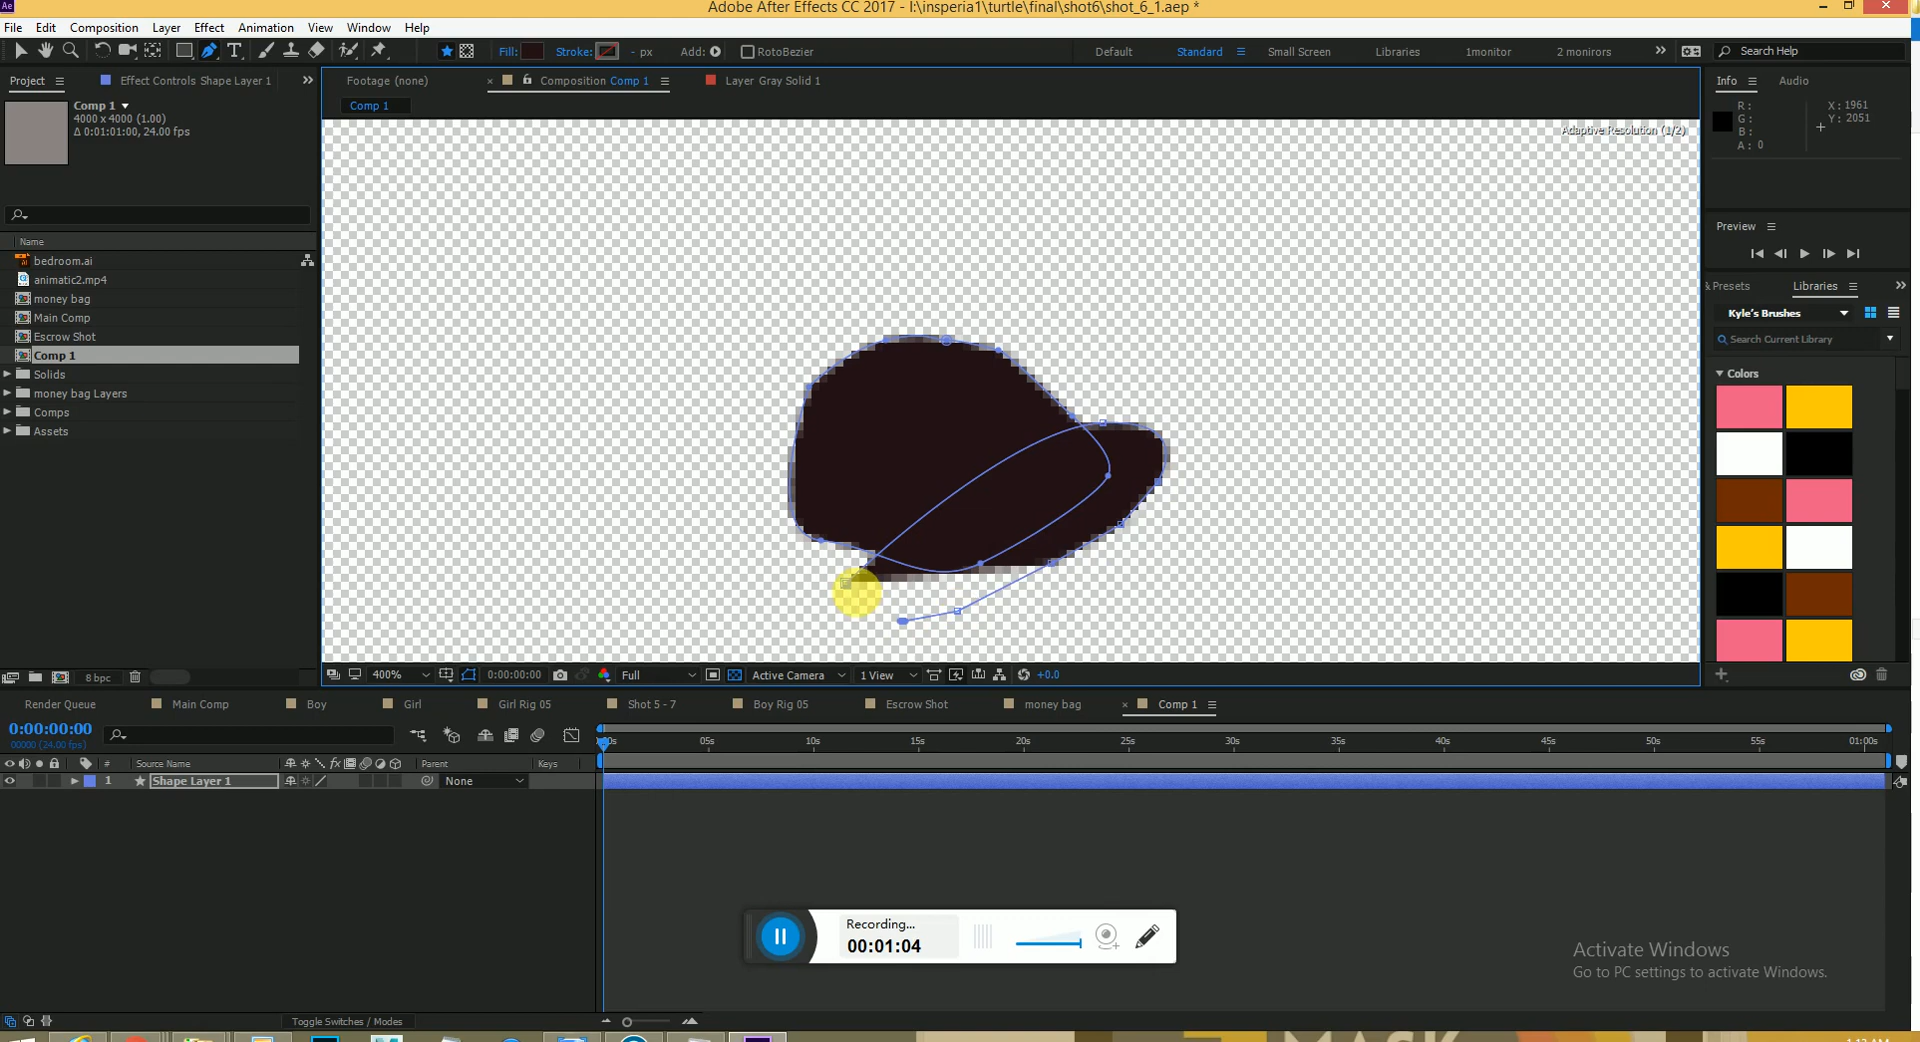 Ae Adobe After Effects CC 2017 - I:\insperia1\turtle\final\shot6\shot_6_1.aep *
File Edit Composition Layer Effect Animation View Window Help
Fill: Stroke: - px Add: RotoBezier Default Standard Small Screen Libraries 1monitor 2 monirors Search Help
Project Effect Controls Shape Layer 1 Footage (none) Composition Comp 1 Layer Gray Solid 1 Info Audio
Comp 1
4000 x 4000 (1.00)
Δ 0:01:01:00, 24.00 fps
Comp 1
Adaptive Resolution (1/2)
R:
G:
B:
A: 0
X: 1961
Y: 2051
Name
bedroom.ai
animatic2.mp4
money bag
Main Comp
Escrow Shot
Comp 1
Solids
money bag Layers
Comps
Assets
Preview
& Presets Libraries
Kyle's Brushes
Search Current Library
Colors
8 bpc
400% 0:00:00:00 Full Active Camera 1 View +0.0
Render Queue Main Comp Boy Girl Girl Rig 05 Shot 5 - 7 Boy Rig 05 Escrow Shot money bag Comp 1
0:00:00:00
00000 (24.00 fps)
05s 10s 15s 20s 25s 30s 35s 40s 45s 50s 55s 01:00s
# Source Name Parent Keys
1 Shape Layer 1 None
Recording...
00:01:04
Activate Windows
Go to PC settings to activate Windows.
Toggle Switches / Modes